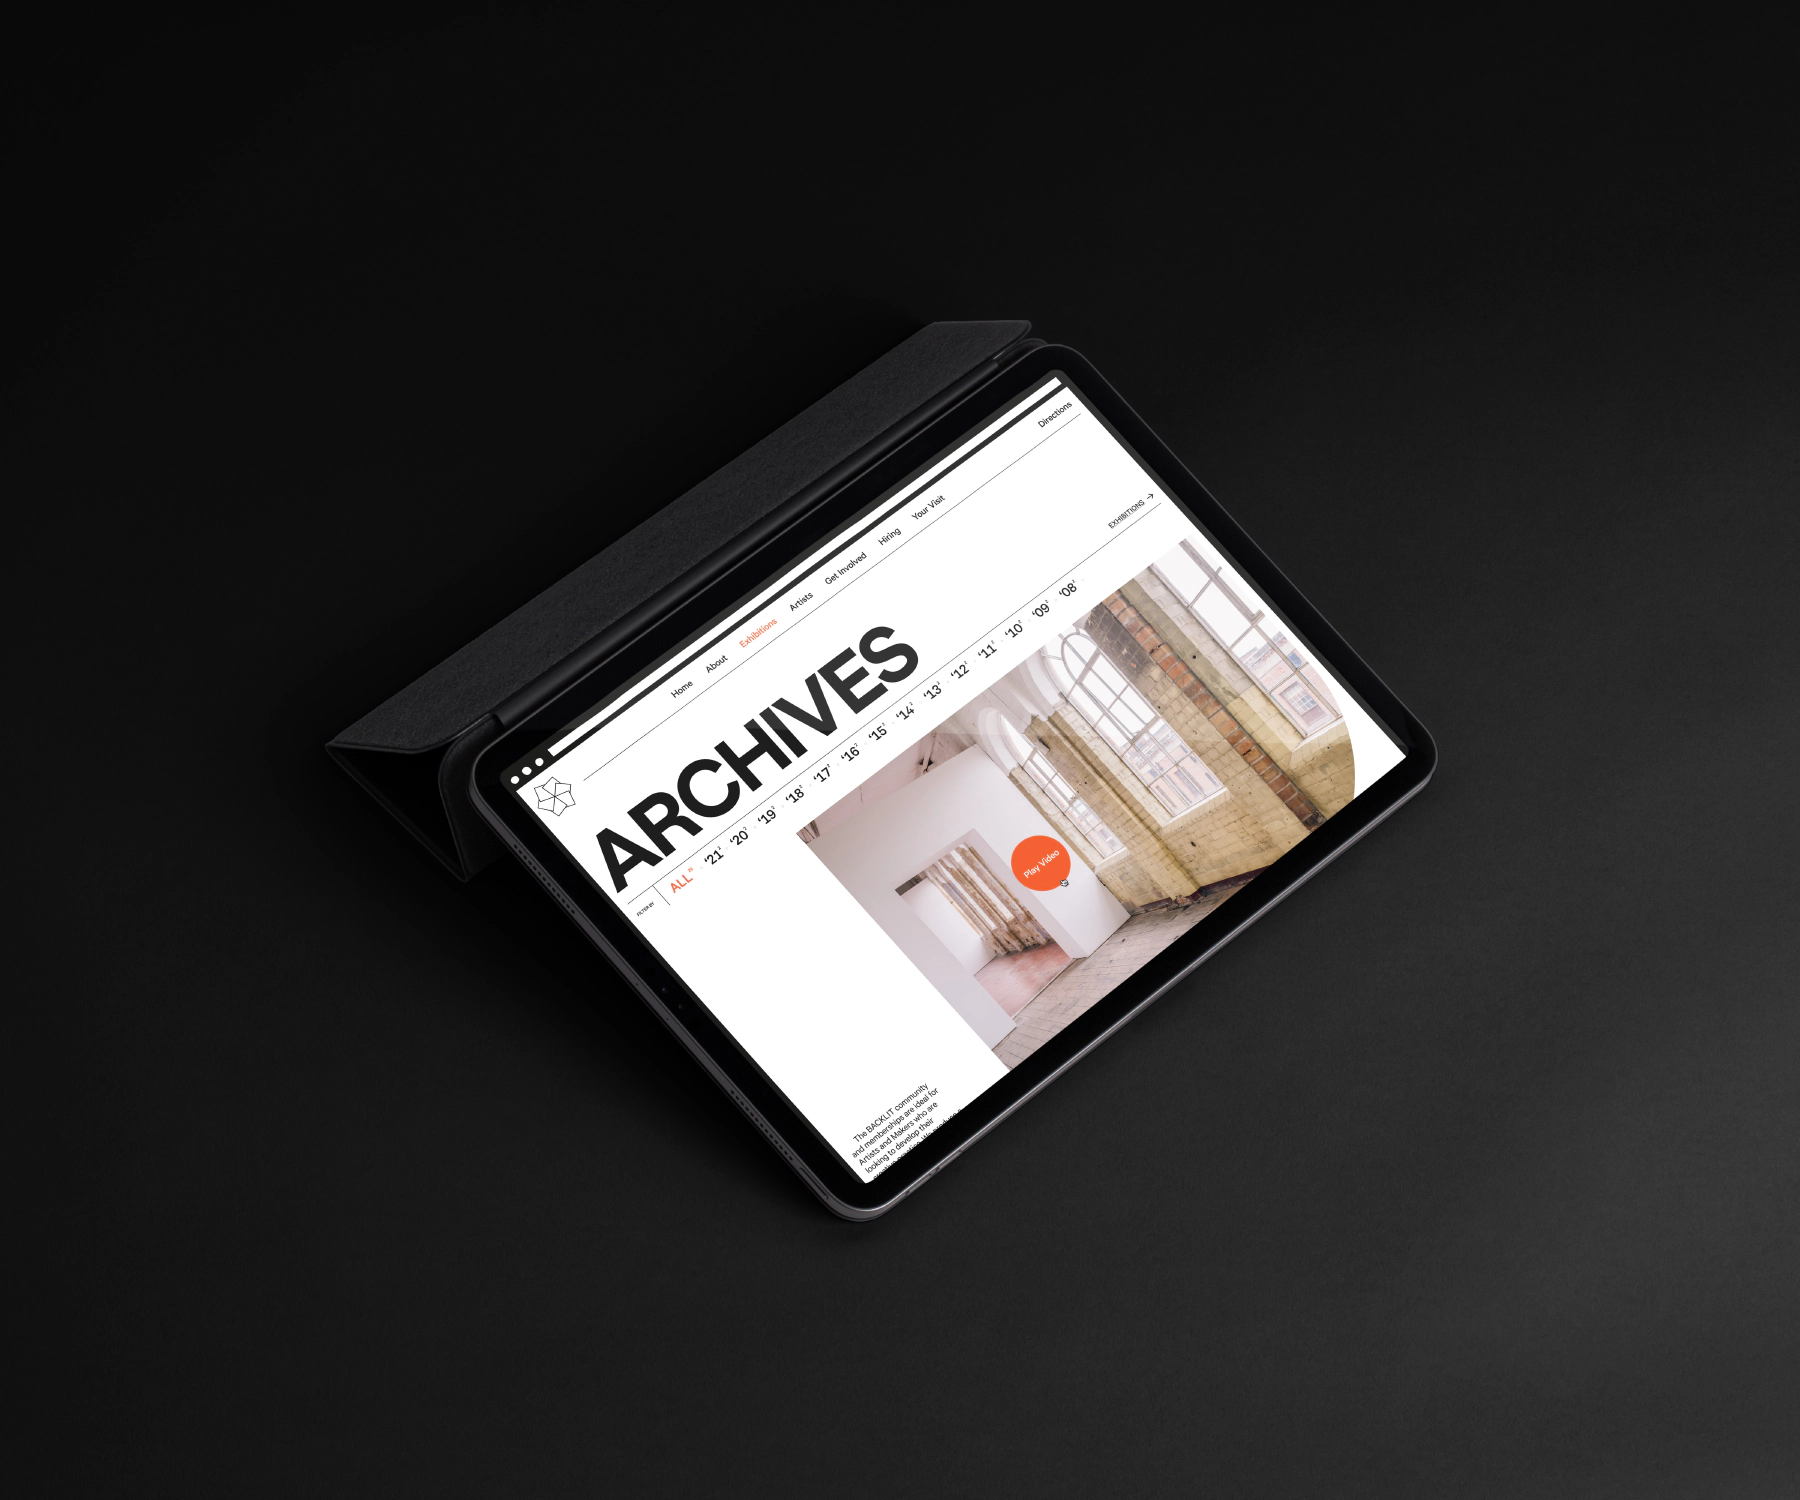 Directions
Home About Exhibitions Artists Get Involved Hiring Your Visit
EXHIBITIONS →
ARCHIVES
FILTER BY ALL '21 '20 '19 '18 '17 '16 '15 '14 '13 '12 '11 '10 '09 '08
Play Video
The BACKLIT community
and memberships are ideal for
Artists and Makers who are
looking to develop their